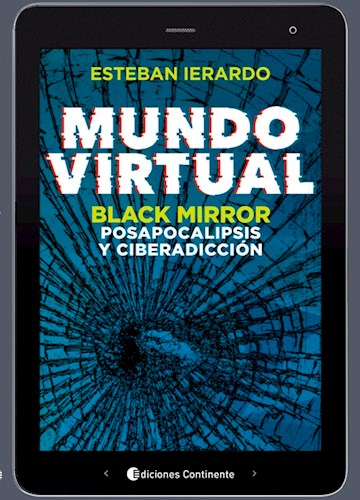 ESTEBAN IERARDO
MUNDO
VIRTUAL
BLACK MIRROR
POSAPOCALIPSIS
Y CIBERADICCIÓN
Ediciones Continente